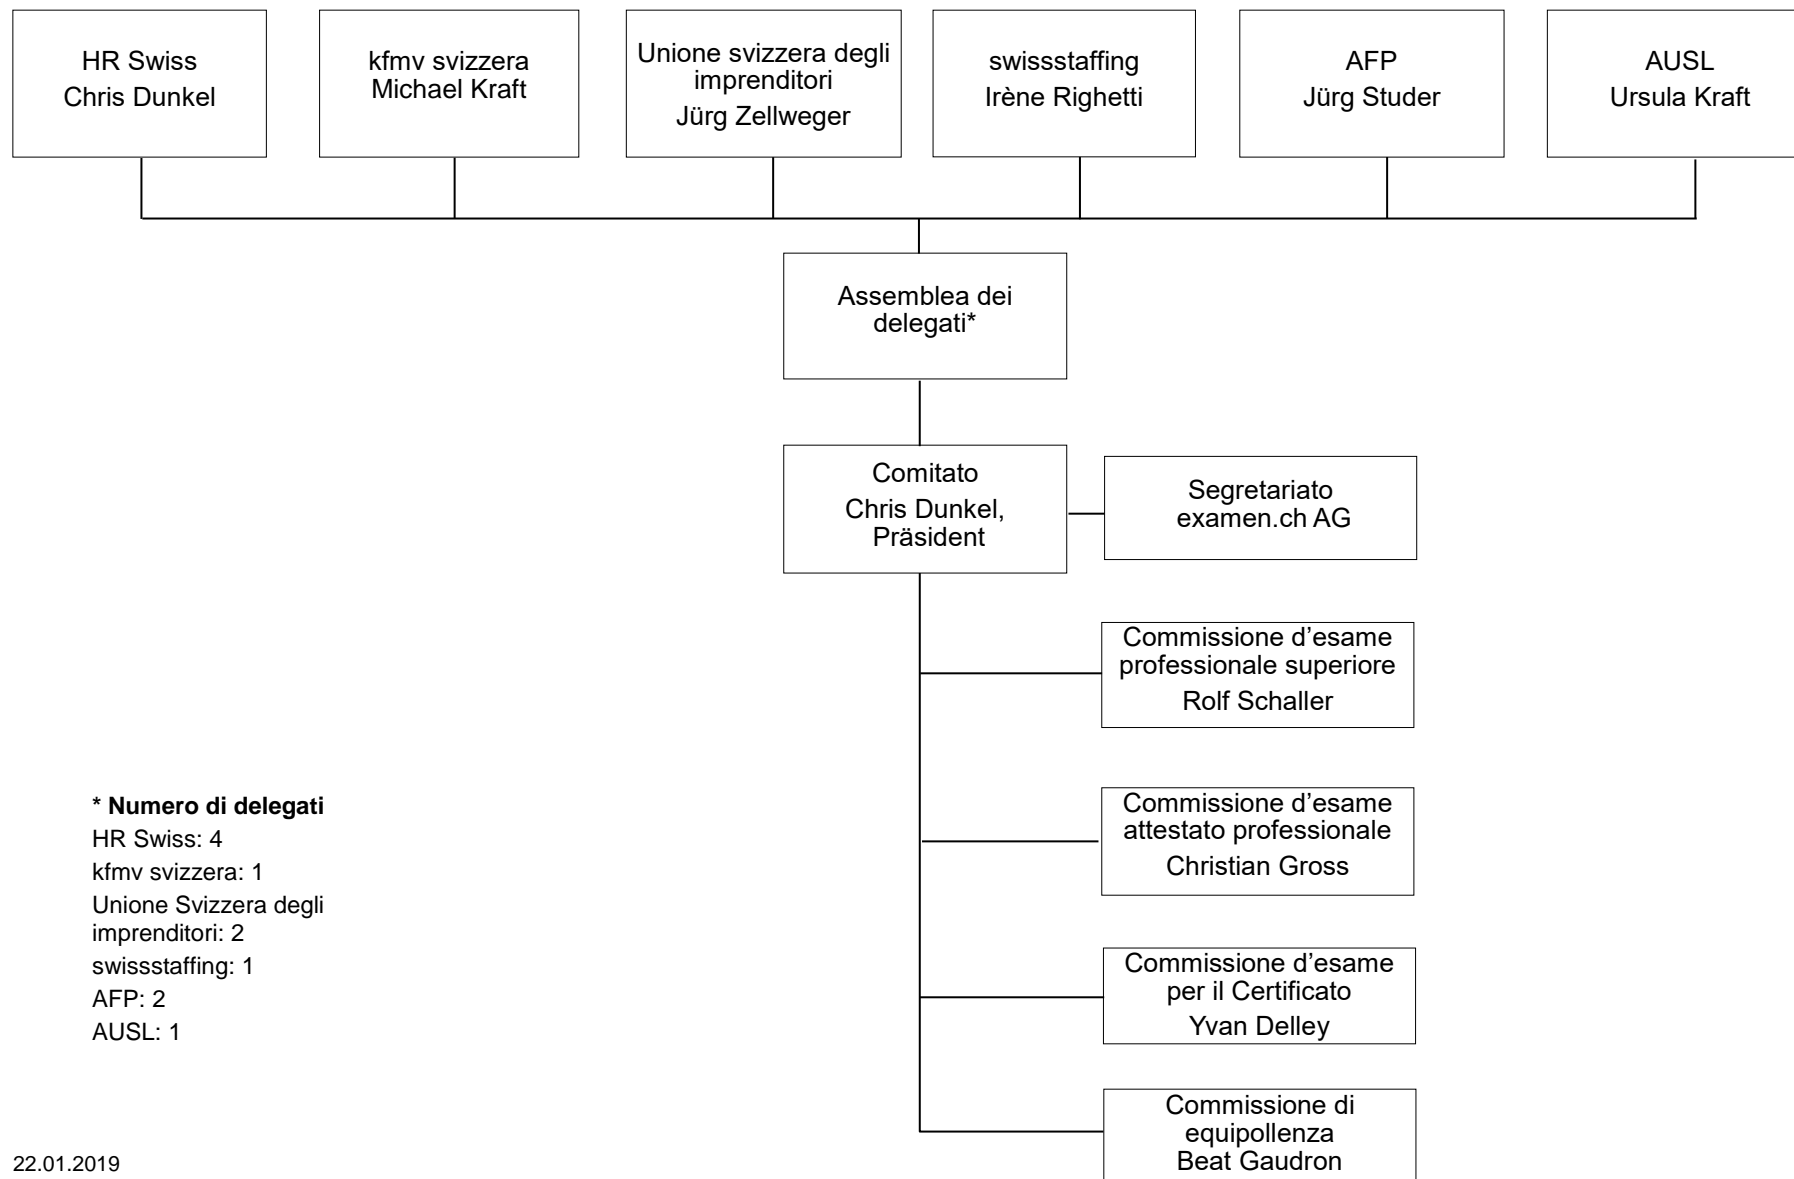 HR Swiss
Chris Dunkel
kfmv svizzera
Michael Kraft
Unione svizzera degli
imprenditori
Jürg Zellweger
swissstaffing
Irène Righetti
AFP
Jürg Studer
AUSL
Ursula Kraft
Assemblea dei
delegati*
Comitato
Chris Dunkel,
Präsident
Segretariato
examen.ch AG
Commissione d’esame
professionale superiore
Rolf Schaller
Commissione d’esame
attestato professionale
Christian Gross
Commissione d’esame
per il Certificato
Yvan Delley
Commissione di
equipollenza
Beat Gaudron
* Numero di delegati
HR Swiss: 4
kfmv svizzera: 1
Unione Svizzera degli
imprenditori: 2
swissstaffing: 1
AFP: 2
AUSL: 1
22.01.2019